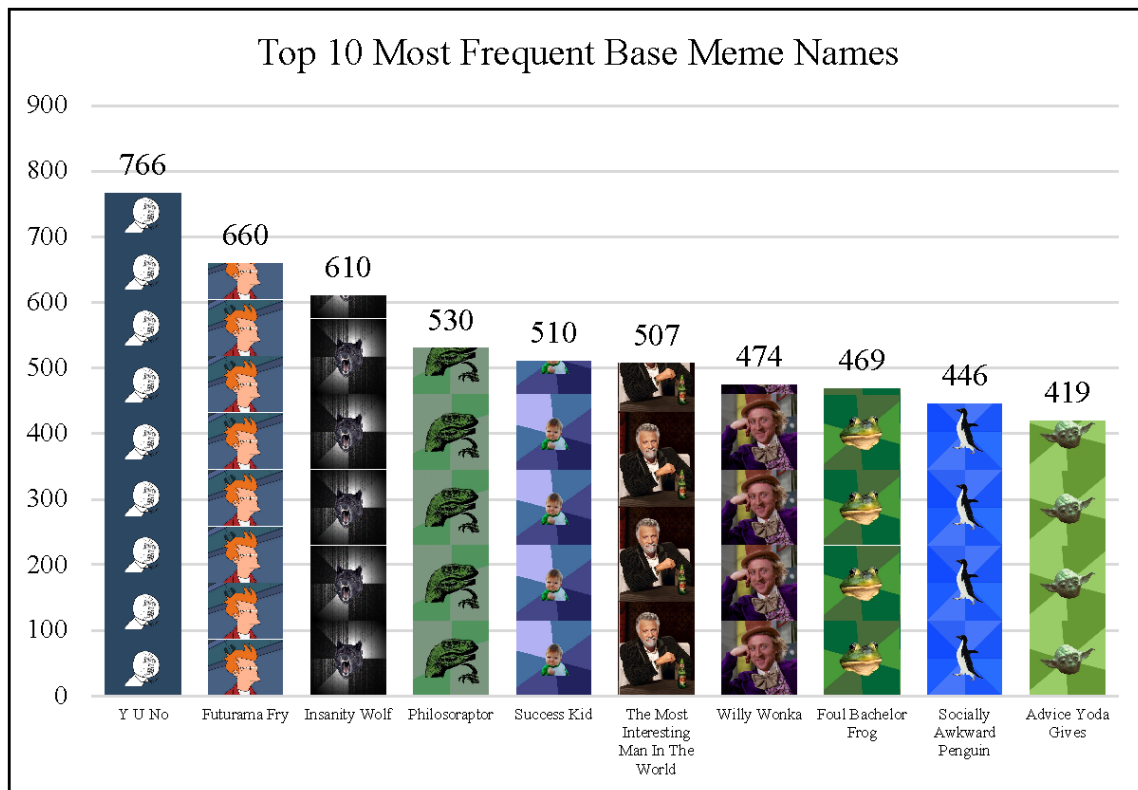 Top 10 Most Frequent Base Meme Names
900
800
700
600
500
400
300
200
100
0
766
660
610
530
510
507
474
469
446
419
Y U No
Futurama Fry
Insanity Wolf
Philosoraptor
Success Kid
The Most
Interesting
Man In The
World
Willy Wonka
Foul Bachelor
Frog
Socially
Awkward
Penguin
Advice Yoda
Gives